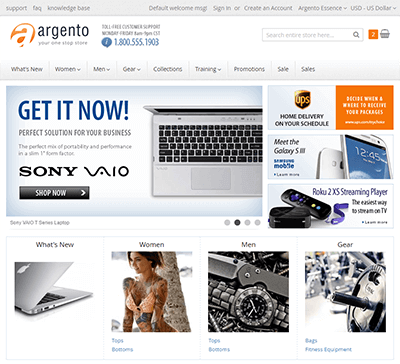 support faq knowledge base
Default welcome msg! Sign in or Create an Account Argento Essence USD - US Dollar
argento
your one stop store
TOLL-FREE CUSTOMER SUPPORT
MONDAY-FRIDAY 8am-9pm CST
1.800.555.1903
Search entire store here...
2
What's New Women Men Gear Collections Training Promotions Sale Sales
GET IT NOW!
PERFECT SOLUTION FOR YOUR BUSINESS
The perfect mix of portability and performance
in a slim 1" form factor.
SONY VAIO
SHOP NOW
Sony VAIO T Series Laptop
ups
HOME DELIVERY
ON YOUR SCHEDULE
DECIDE WHEN &
WHERE TO RECEIVE
YOUR PACKAGES
Meet the
Galaxy S III
SAMSUNG
mobile
Learn more
Roku 2 XS Streaming Player
The easiest way
to stream on TV
Learn more
What's New
Women
Men
Gear
Tops
Bottoms
Tops
Bottoms
Bags
Fitness Equipment